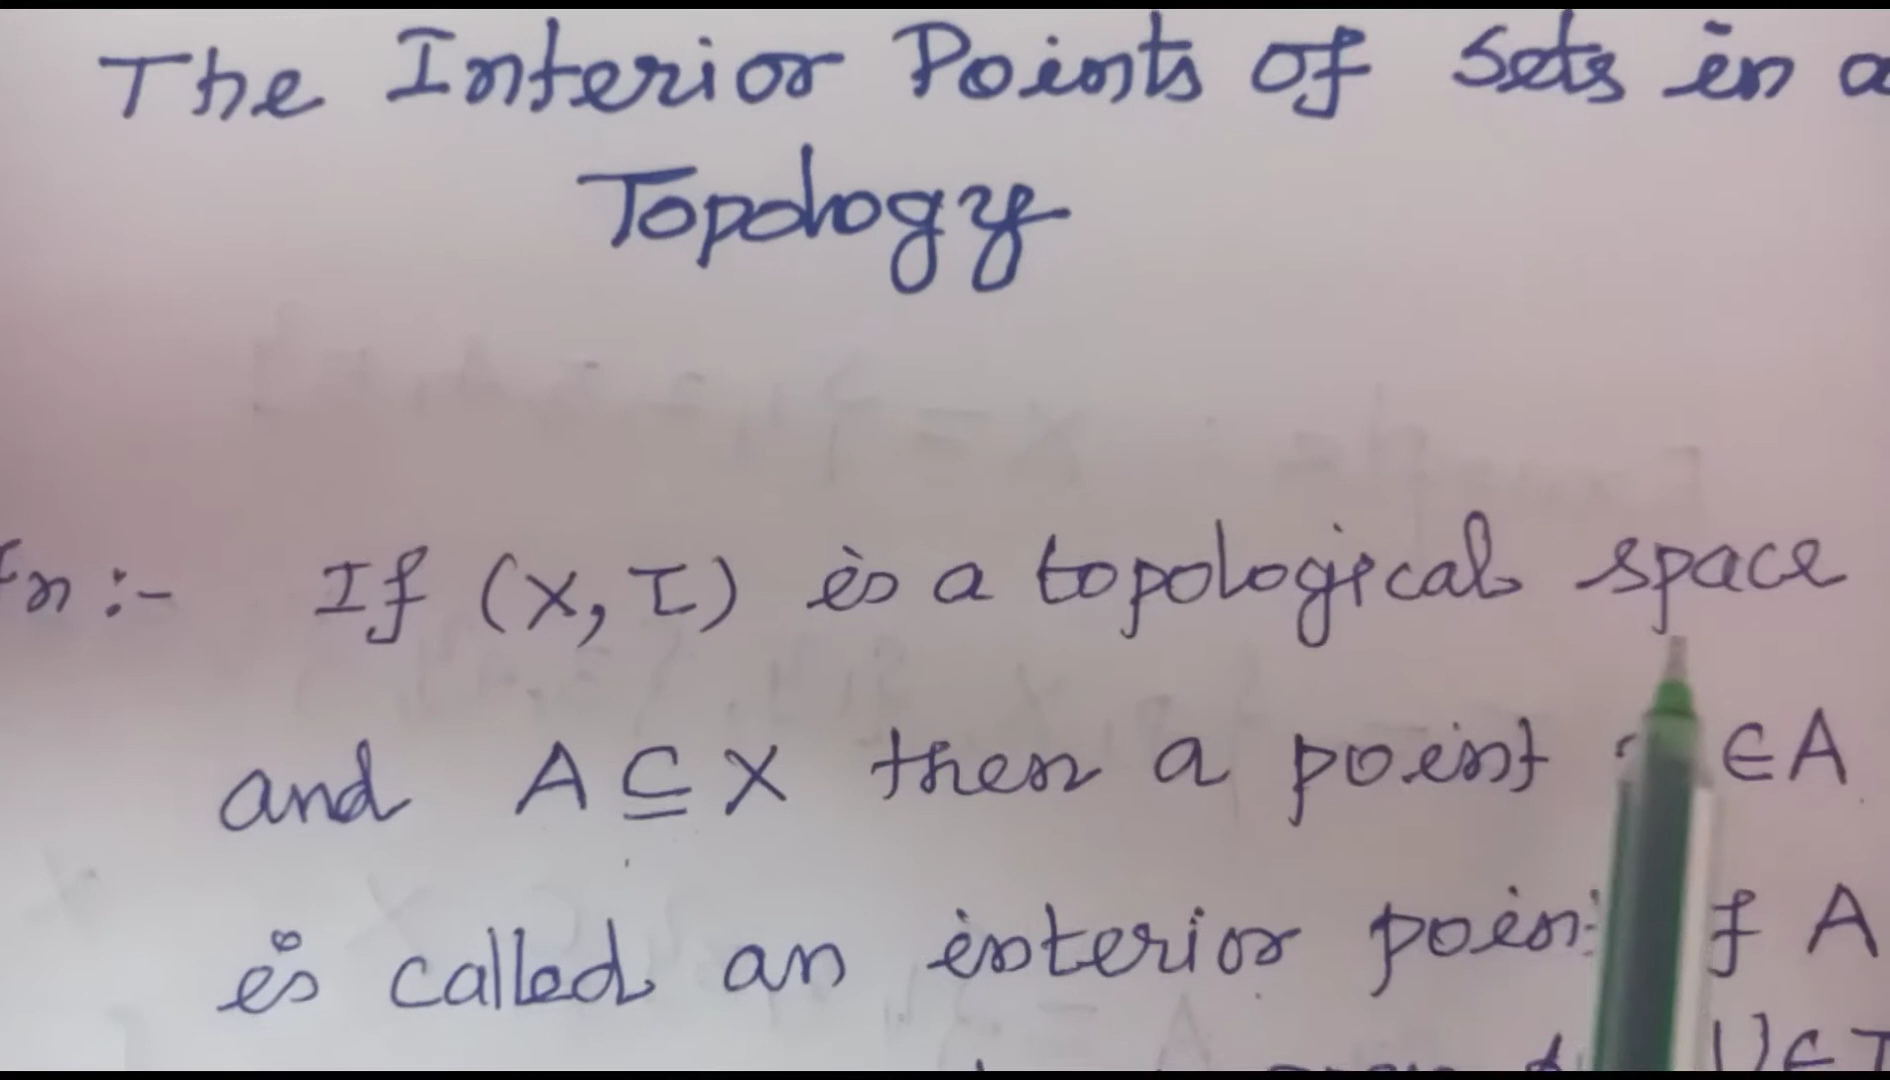 The Interior Points of Sets in a
Topology
fn:- If (X, τ) is a topological space
and A ⊆ X then a point ∈ A
is called an interior point of A
U ∈ τ